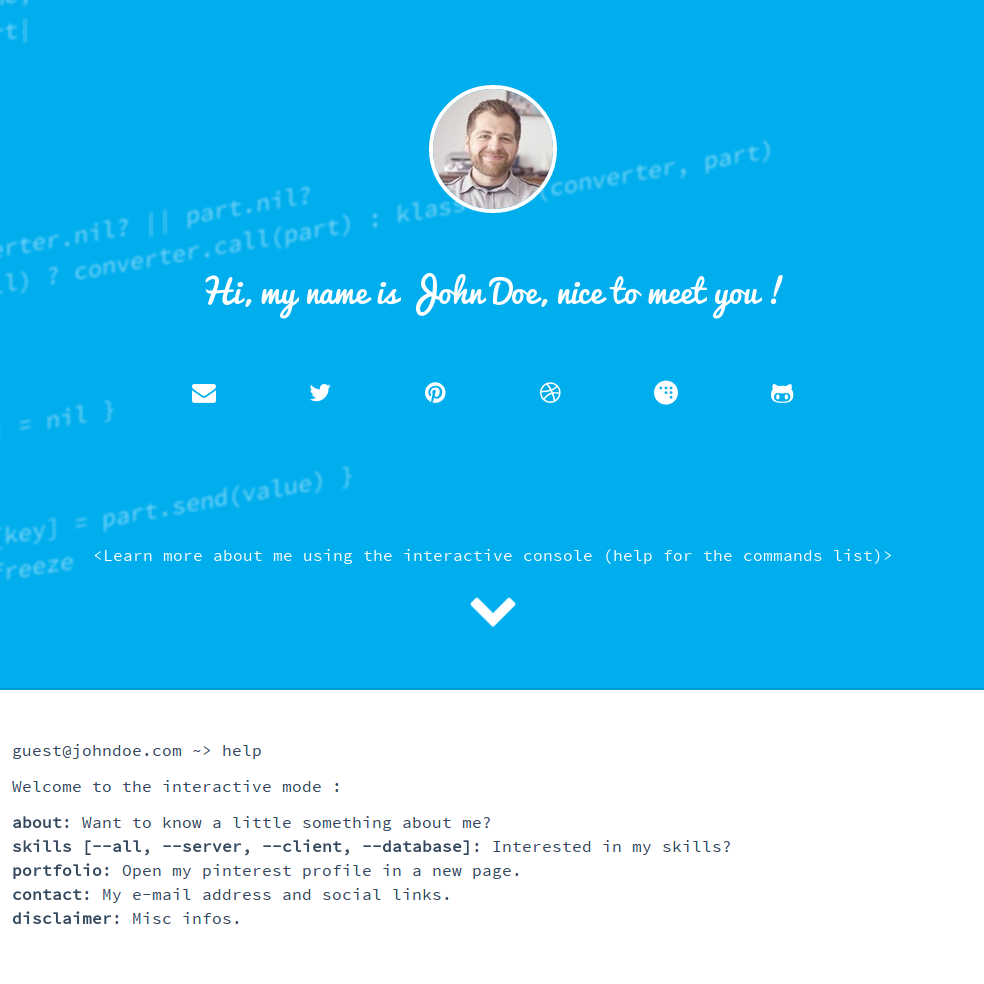 rt|
erter.nil? || part.nil?
ll) ? converter.call(part) : klass (converter, part)
Hi, my name is John Doe, nice to meet you !
= nil }
[key] = part.send(value) }
freeze
<Learn more about me using the interactive console (help for the commands list)>
guest@johndoe.com ~> help
Welcome to the interactive mode :
about: Want to know a little something about me?
skills [--all, --server, --client, --database]: Interested in my skills?
portfolio: Open my pinterest profile in a new page.
contact: My e-mail address and social links.
disclaimer: Misc infos.